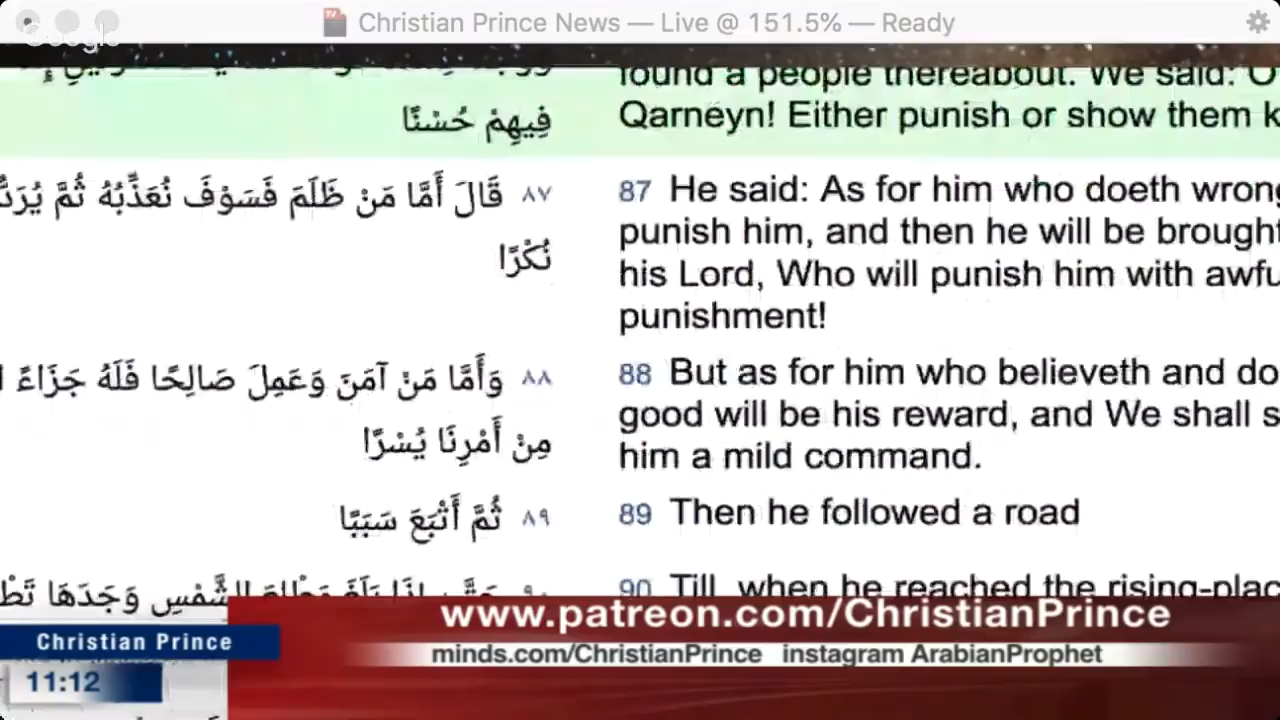 Christian Prince News — Live @ 151.5% — Ready
Google
found a people thereabout. We said: O
فِيهِمْ حُسْنًا
Qarneyn! Either punish or show them k
٨٧ قَالَ أَمَّا مَنْ ظَلَمَ فَسَوْفَ نُعَذِّبُهُ ثُمَّ يُرَدُّ
نُكْرًا
87 He said: As for him who doeth wrong
punish him, and then he will be brought
his Lord, Who will punish him with awfu
punishment!
٨٨ وَأَمَّا مَنْ آمَنَ وَعَمِلَ صَالِحًا فَلَهُ جَزَاءً
مِنْ أَمْرِنَا يُسْرًا
88 But as for him who believeth and do
good will be his reward, and We shall s
him a mild command.
٨٩ ثُمَّ أَتْبَعَ سَبَبًا
89 Then he followed a road
٩٠ حَتَّى إِذَا بَلَغَ مَطْلِعَ الشَّمْسِ وَجَدَهَا
90 Till, when he reached the rising-plac
www.patreon.com/ChristianPrince
Christian Prince
minds.com/ChristianPrince instagram ArabianProphet
11:12